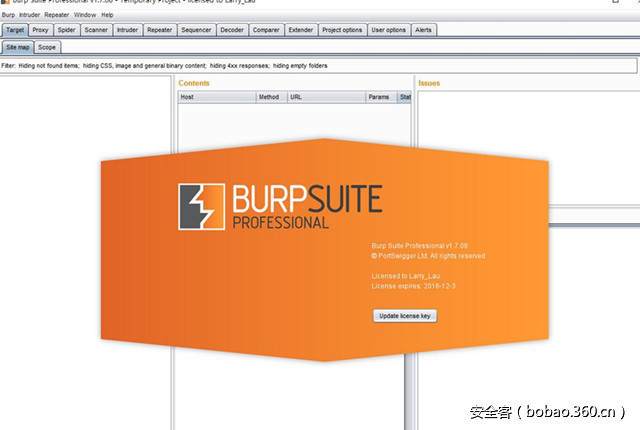 Burp Suite Professional v1.7.08 - Temporary Project - licensed to Larry_Lau
Burp Intruder Repeater Window Help
Target Proxy Spider Scanner Intruder Repeater Sequencer Decoder Comparer Extender Project options User options Alerts
Site map Scope
Filter: Hiding not found items; hiding CSS, image and general binary content; hiding 4xx responses; hiding empty folders
Contents Issues
Host Method URL Params Stat
BURPSUITE
PROFESSIONAL
Burp Suite Professional v1.7.08
© PortSwigger Ltd. All rights reserved
Licensed to Larry_Lau
License expires: 2016-12-3
Update license key
安全客（bobao.360.cn）